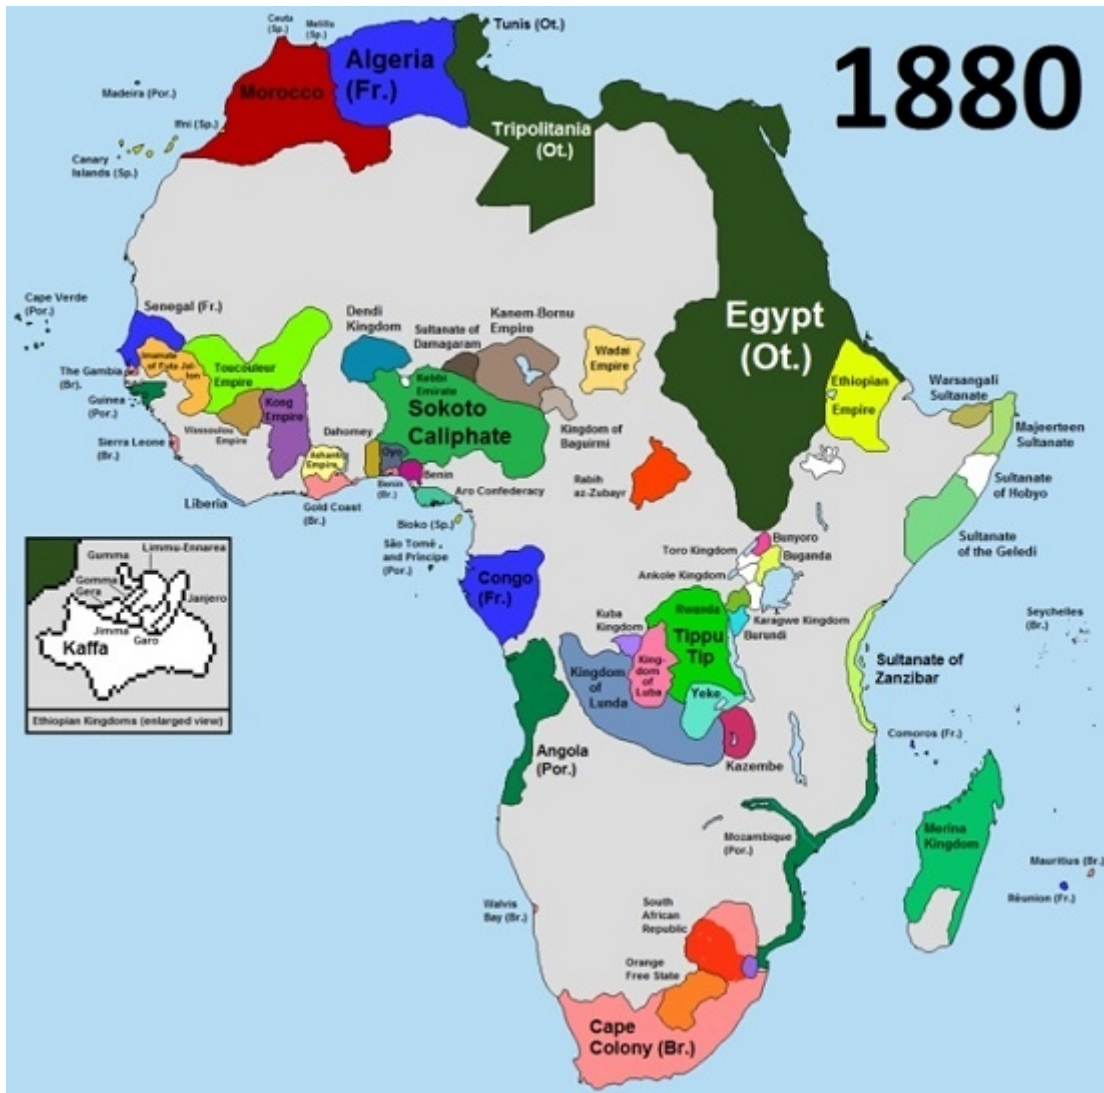 1880
Ceuta
(Sp.)
Melilla
(Sp.)
Tunis (Ot.)
Algeria
(Fr.)
Morocco
Madeira (Por.)
Ifni (Sp.)
Canary
Islands (Sp.)
Tripolitania
(Ot.)
Egypt
(Ot.)
Cape Verde
(Por.)
Senegal (Fr.)
Dendi
Kingdom
Sultanate of
Damagaram
Kanem-Bornu
Empire
Wadai
Empire
Imamate
of Futa Jal-
lon
Toucouleur
Empire
The Gambia
(Br).
Guinea
(Por.)
Kebbi
Emirate
Sokoto
Caliphate
Kong
Empire
Wassoulou
Empire
Kingdom of
Baguirmi
Ethiopian
Empire
Warsangali
Sultanate
Majeerteen
Sultanate
Sultanate
of Hobyo
Sultanate
of the Geledi
Sierra Leone
(Br.)
Dahomey
Ashanti
Empire
Oyo
Benin
Benin
(Br.)
Aro Confederacy
Rabih
az-Zubayr
Liberia
Gold Coast
(Br.)
Bioko (Sp.)
São Tomé
and Principe
(Por.)
Congo
(Fr.)
Toro Kingdom
Bunyoro
Buganda
Ankole Kingdom
Rwanda
Karagwe Kingdom
Burundi
Kuba
Kingdom
Tippu
Tip
King-
dom
of
Luba
Kingdom
of
Lunda
Yeke
Kazembe
Seychelles
(Br.)
Sultanate of
Zanzibar
Comoros (Fr.)
Gumma
Limmu-Ennarea
Gomma
Gera
Janjero
Jimma
Garo
Kaffa
Ethiopian Kingdoms (enlarged view)
Angola
(Por.)
Mozambique
(Por.)
Merina
Kingdom
Mauritius (Br.)
Réunion (Fr.)
Walvis
Bay (Br.)
South
African
Republic
Orange
Free State
Cape
Colony (Br.)